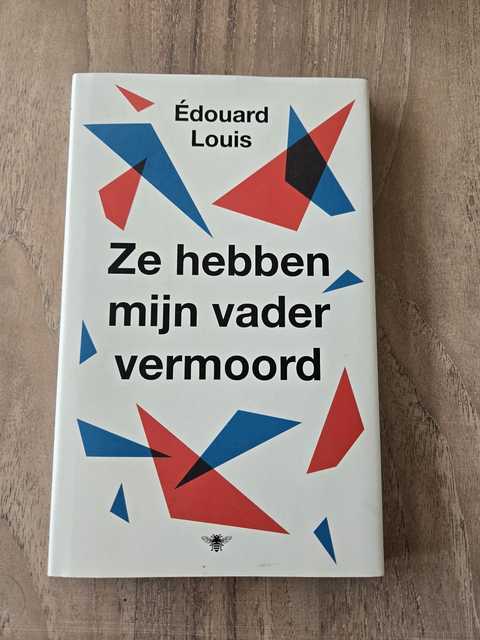 Édouard
Louis
Ze hebben
mijn vader
vermoord